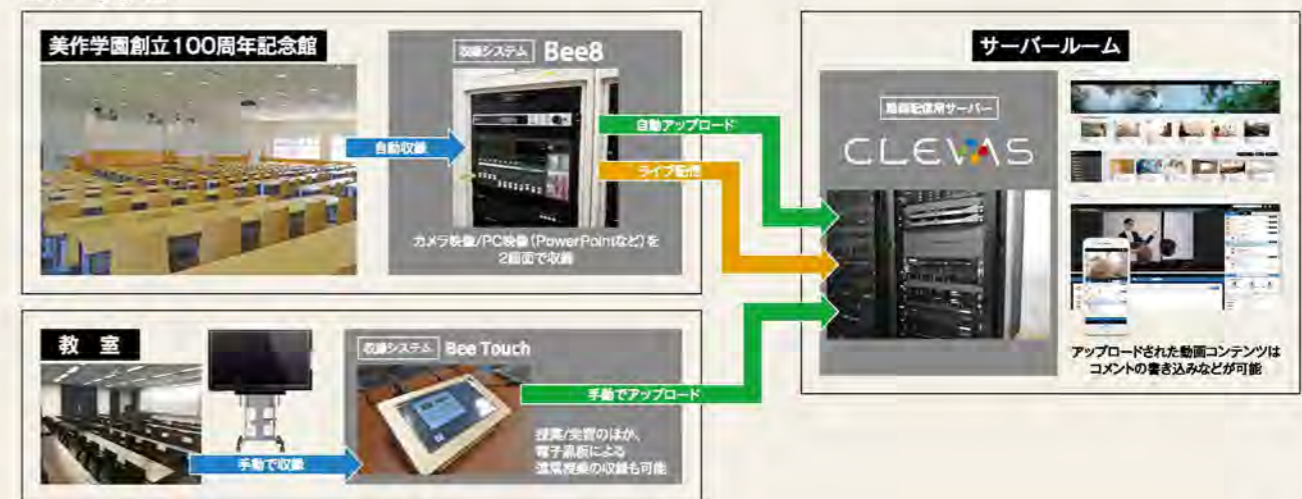 美作学園創立100周年記念館
自動収録
収録システム Bee8
カメラ映像/PC映像(PowerPointなど)を
2画面で収録
自動アップロード
ライブ配信
教 室
手動で収録
収録システム Bee Touch
授業/実習のほか、
電子黒板による
遠隔授業の収録も可能
手動でアップロード
サーバールーム
動画配信用サーバー
CLEVAS
アップロードされた動画コンテンツは
コメントの書き込みなどが可能